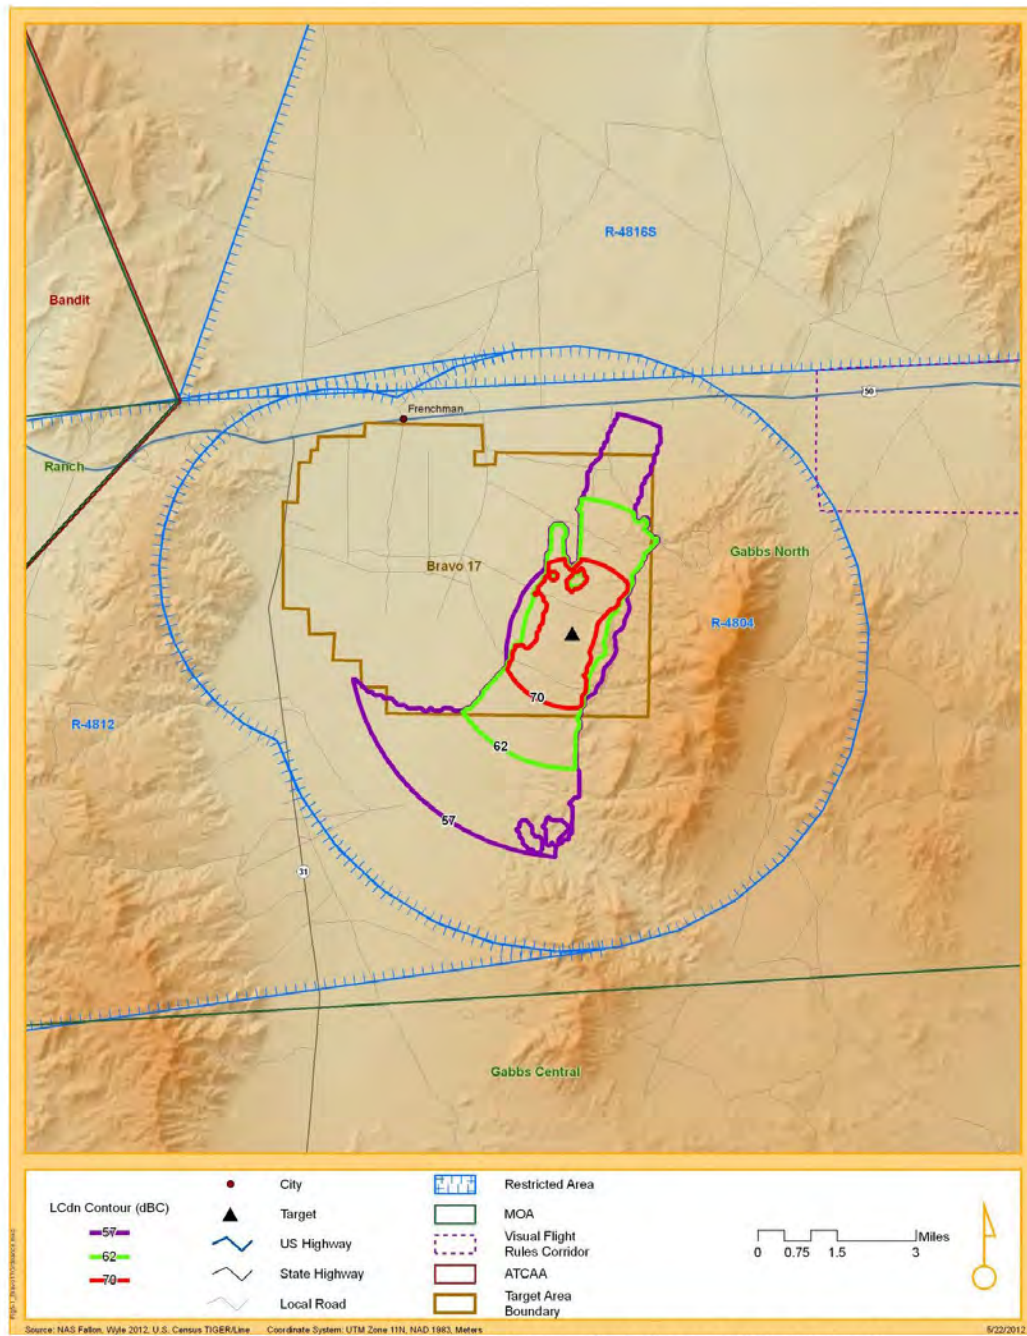 R-4816S
Bandit
50
Frenchman
Ranch
Gabbs North
Bravo 17
R-4804
70
R-4812
62
57
31
Gabbs Central
LCdn Contour (dBC)
57
62
70
City
Target
US Highway
State Highway
Local Road
Restricted Area
MOA
Visual Flight
Rules Corridor
ATCAA
Target Area
Boundary
Miles
0 0.75 1.5 3
Source: NAS Fallon, Wyle 2012, U.S. Census TIGER/Line Coordinate System: UTM Zone 11N, NAD 1983, Meters
5/22/2012